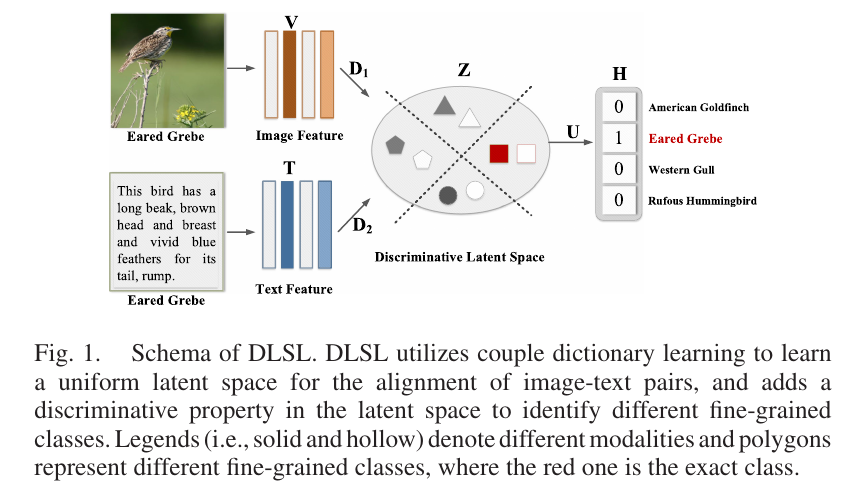 V
D1
Z
H
0
American Goldfinch
U
1
Eared Grebe
0
Western Gull
0
Rufous Hummingbird
Image Feature
Eared Grebe
T
This bird has a
long beak, brown
head and breast
and vivid blue
feathers for its
tail, rump.
D2
Discriminative Latent Space
Text Feature
Eared Grebe
Fig. 1. Schema of DLSL. DLSL utilizes couple dictionary learning to learn
a uniform latent space for the alignment of image-text pairs, and adds a
discriminative property in the latent space to identify different fine-grained
classes. Legends (i.e., solid and hollow) denote different modalities and polygons
represent different fine-grained classes, where the red one is the exact class.